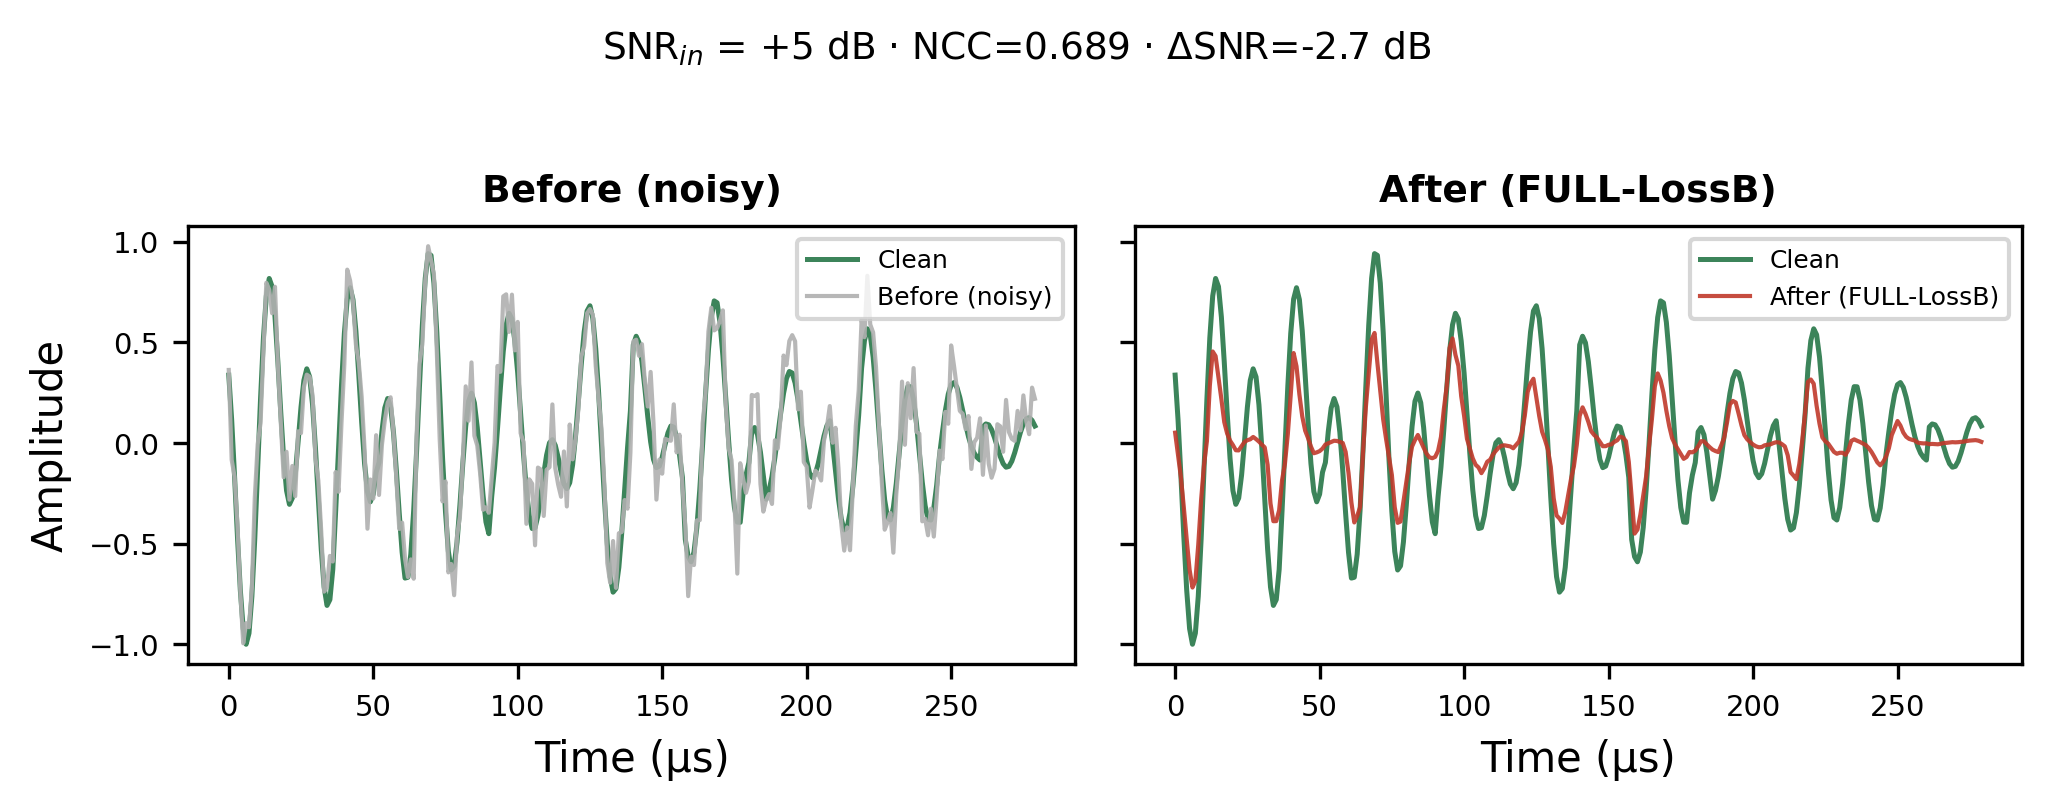 SNRin = +5 dB · NCC=0.689 · ΔSNR=-2.7 dB
Before (noisy)
After (FULL-LossB)
Amplitude
1.0
0.5
0.0
−0.5
−1.0
Clean
Before (noisy)
Clean
After (FULL-LossB)
0 50 100 150 200 250
0 50 100 150 200 250
Time (μs)
Time (μs)